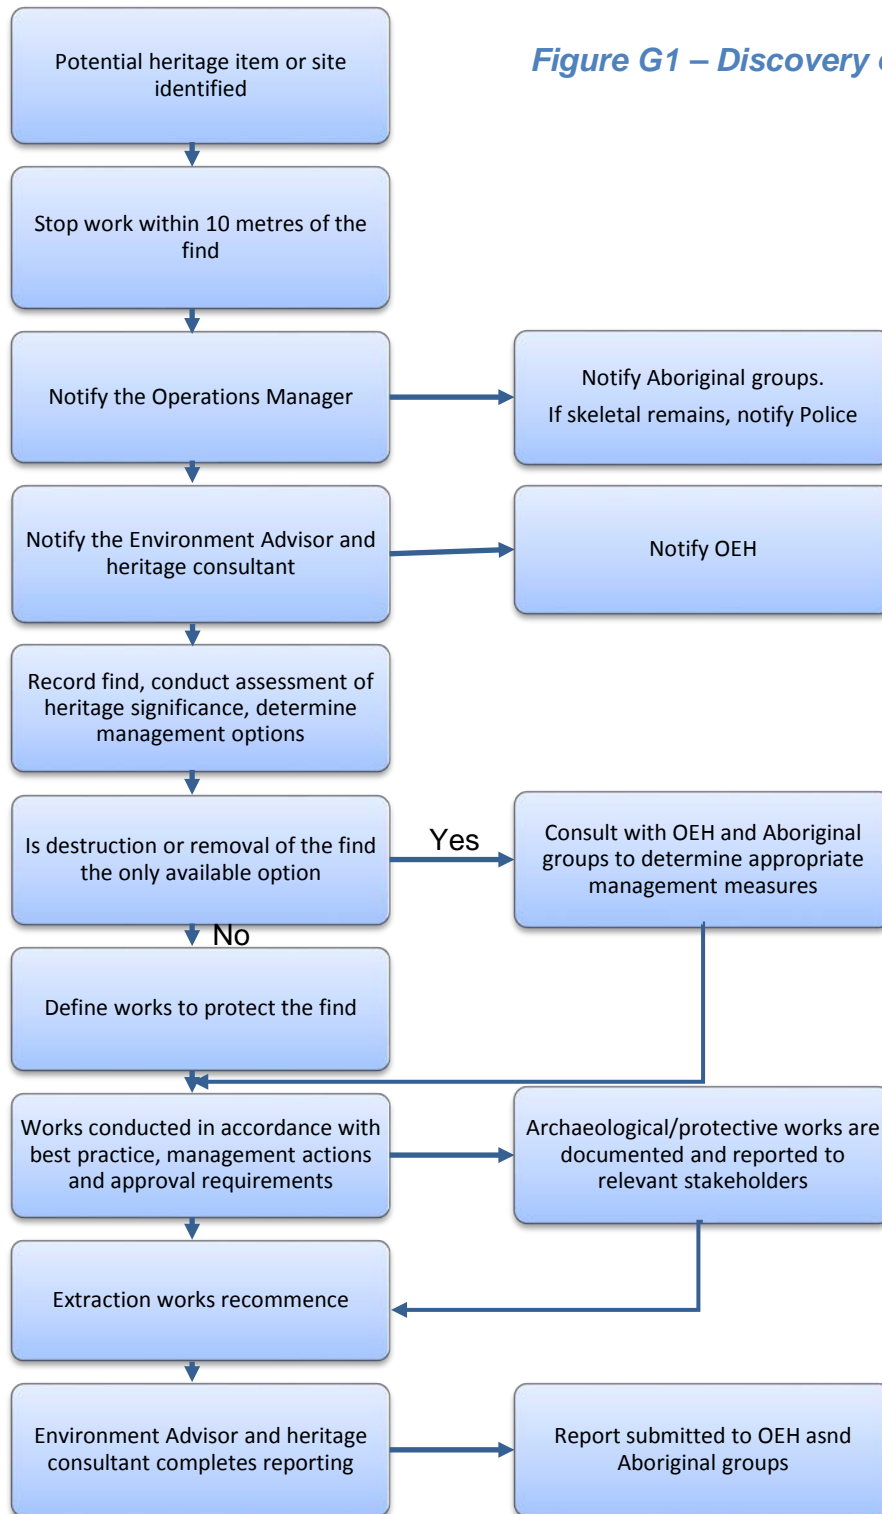 Figure G1 – Discovery
Potential heritage item or site
identified
Stop work within 10 metres of the
find
Notify the Operations Manager
Notify Aboriginal groups.
If skeletal remains, notify Police
Notify the Environment Advisor and
heritage consultant
Notify OEH
Record find, conduct assessment of
heritage significance, determine
management options
Is destruction or removal of the find
the only available option
Yes
Consult with OEH and Aboriginal
groups to determine appropriate
management measures
No
Define works to protect the find
Works conducted in accordance with
best practice, management actions
and approval requirements
Archaeological/protective works are
documented and reported to
relevant stakeholders
Extraction works recommence
Environment Advisor and heritage
consultant completes reporting
Report submitted to OEH asnd
Aboriginal groups